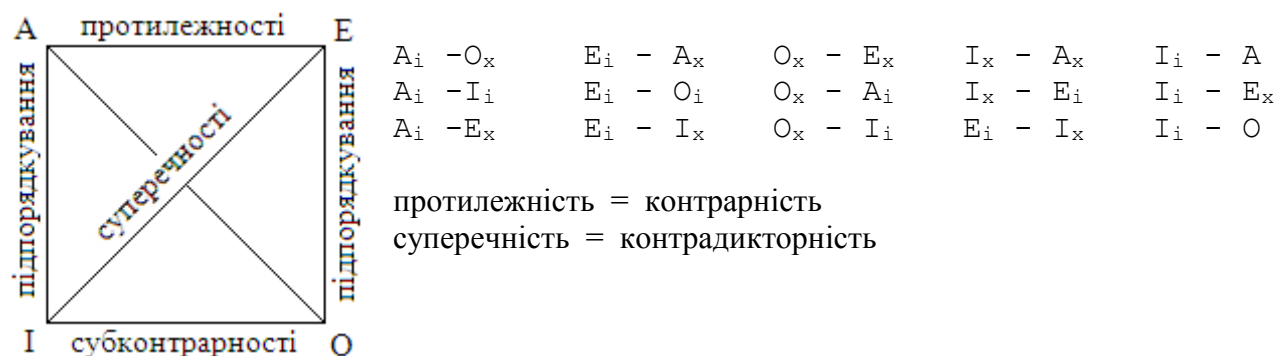 А протилежності Е
підпорядкування
суперечності
підпорядкування
І субконтрарності О
Ai -Ox Ei - Ax Ox - Ex Ix - Ax Ii - A
Ai -Ii Ei - Oi Ox - Ai Ix - Ei Ii - Ex
Ai -Ex Ei - Ix Ox - Ii Ei - Ix Ii - O
протилежність = контрарність
суперечність = контрадикторність